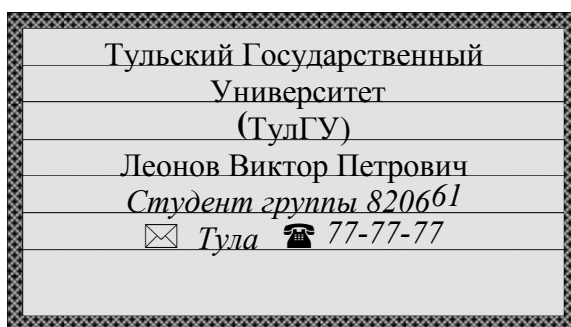 Тульский Государственный
Университет
(ТулГУ)
Леонов Виктор Петрович
Студент группы 820661
✉ Тула ☎ 77-77-77